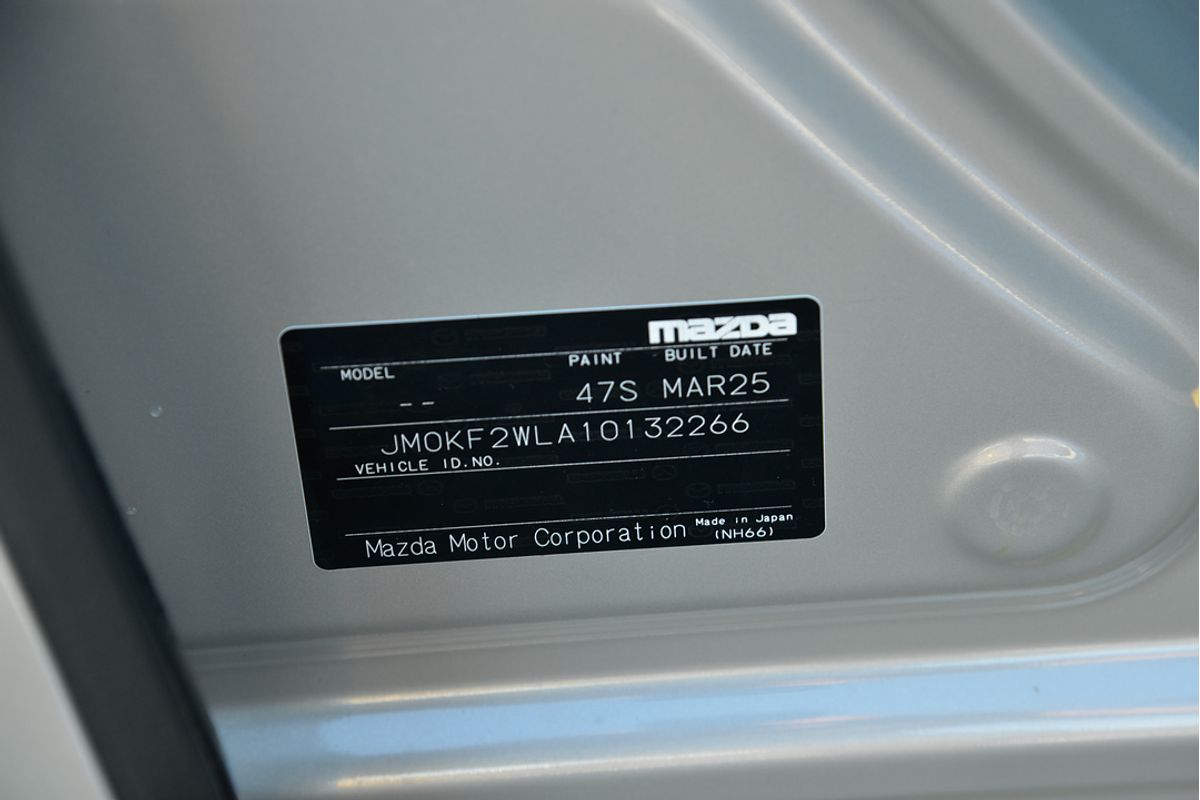 mazda
MODEL PAINT BUILT DATE
-- 47S MAR25
JM0KF2WLA10132266
VEHICLE ID.NO.
Mazda Motor Corporation Made in Japan
(NH66)